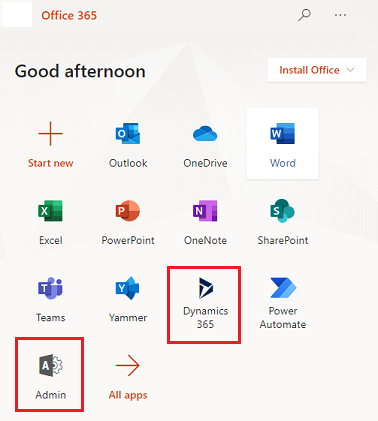 Office 365
Good afternoon
Install Office
Start new
Outlook
OneDrive
Word
Excel
PowerPoint
OneNote
SharePoint
Teams
Yammer
Dynamics
365
Power
Automate
Admin
All apps